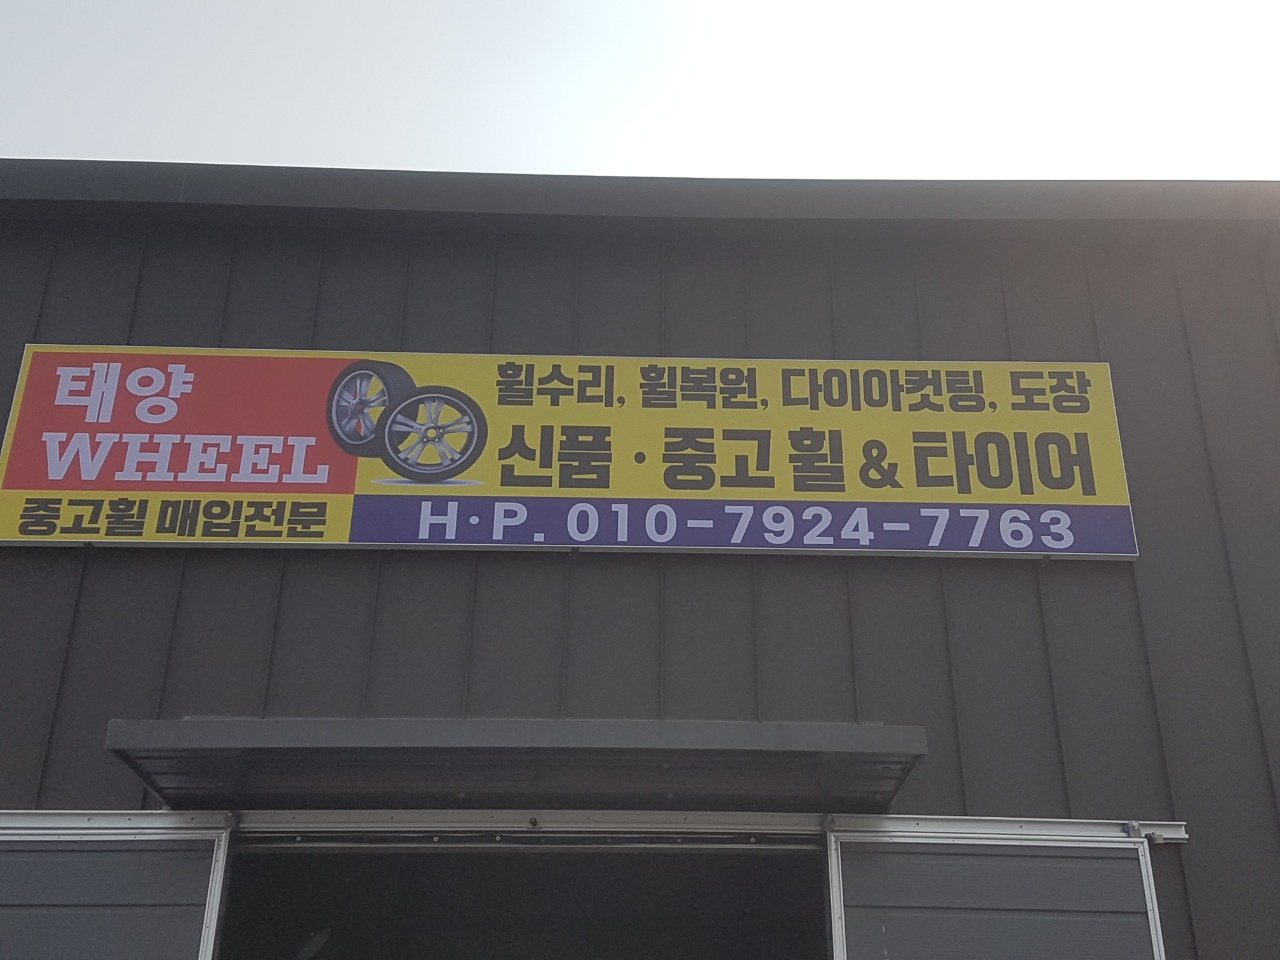 태양
WHEEL
중고휠 매입전문
휠수리, 휠복원, 다이아컷팅, 도장
신품·중고 휠 & 타이어
H·P. 010-7924-7763